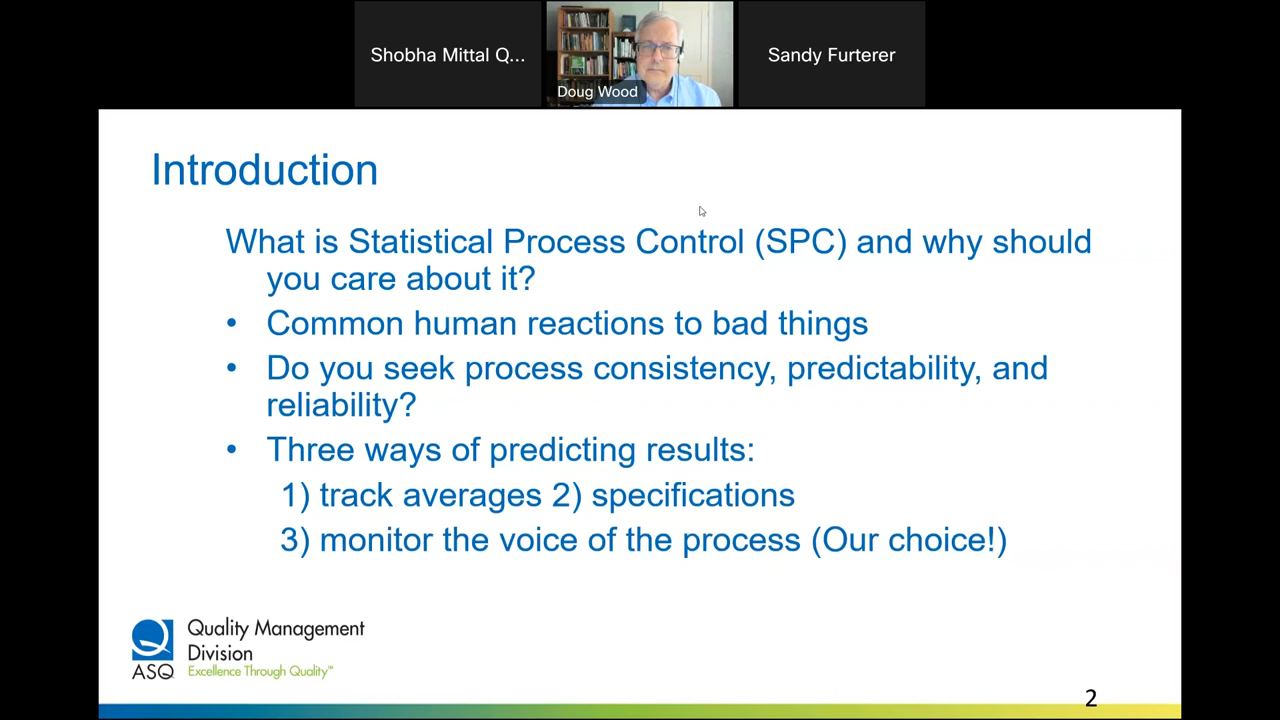 Shobha Mittal Q...
Doug Wood
Sandy Furterer
Introduction
What is Statistical Process Control (SPC) and why should
you care about it?
• Common human reactions to bad things
• Do you seek process consistency, predictability, and
reliability?
• Three ways of predicting results:
1) track averages 2) specifications
3) monitor the voice of the process (Our choice!)
Quality Management
Division
ASQ Excellence Through Quality™
2